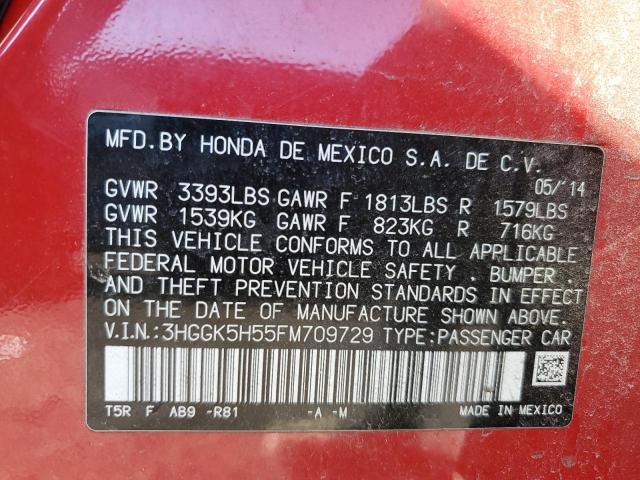 MFD.BY HONDA DE MEXICO S.A. DE C.V.
05/'14
GVWR 3393LBS GAWR F 1813LBS R 1579LBS
GVWR 1539KG GAWR F 823KG R 716KG
THIS VEHICLE CONFORMS TO ALL APPLICABLE
FEDERAL MOTOR VEHICLE SAFETY . BUMPER
AND THEFT PREVENTION STANDARDS IN EFFECT
ON THE DATE OF MANUFACTURE SHOWN ABOVE.
V.I.N.:3HGGK5H55FM709729 TYPE:PASSENGER CAR
T5R F AB9 -R81 -A -M MADE IN MEXICO